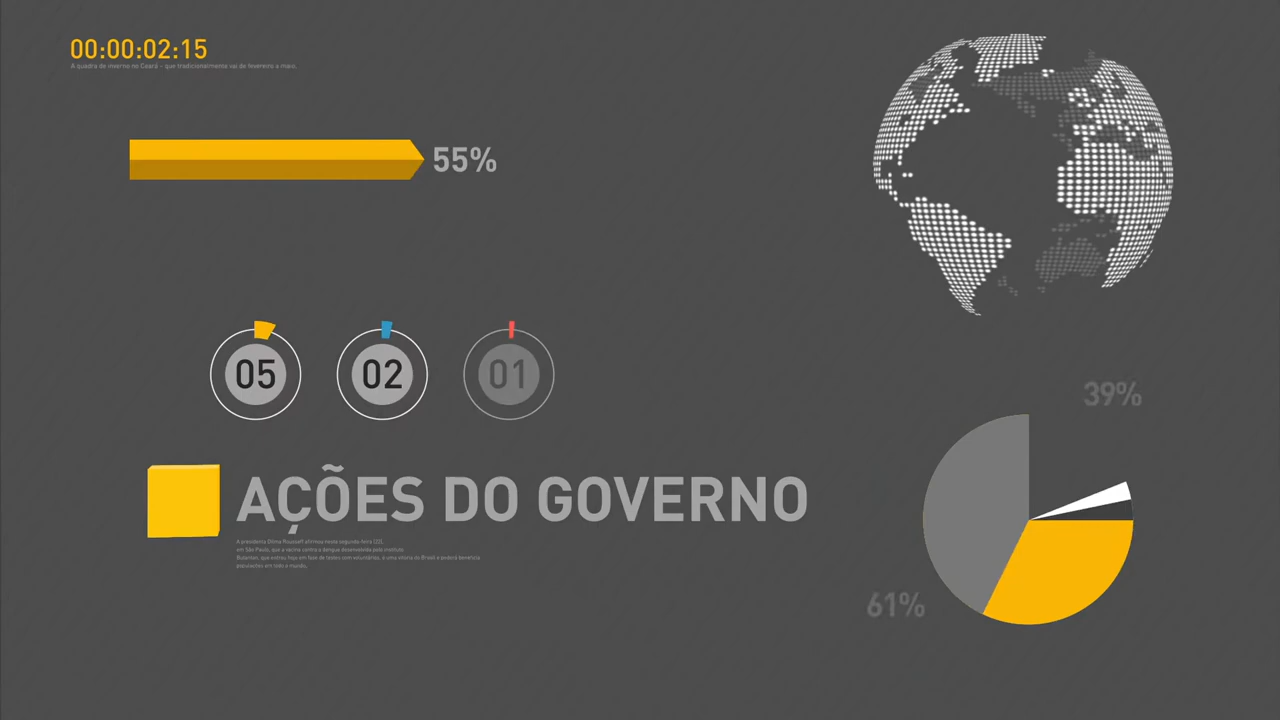 00:00:02:15
A quadra de inverno no Ceará – que tradicionalmente vai de fevereiro a maio.
55%
05 02 01
39%
AÇÕES DO GOVERNO
A presidenta Dilma Rousseff afirmou nesta segunda-feira (22),
em São Paulo, que a vacina contra a dengue desenvolvida pelo Instituto
Butantan, que entrou hoje em fase de testes com voluntários, é uma vitória do Brasil e poderá beneficia
populações em todo o mundo.
61%